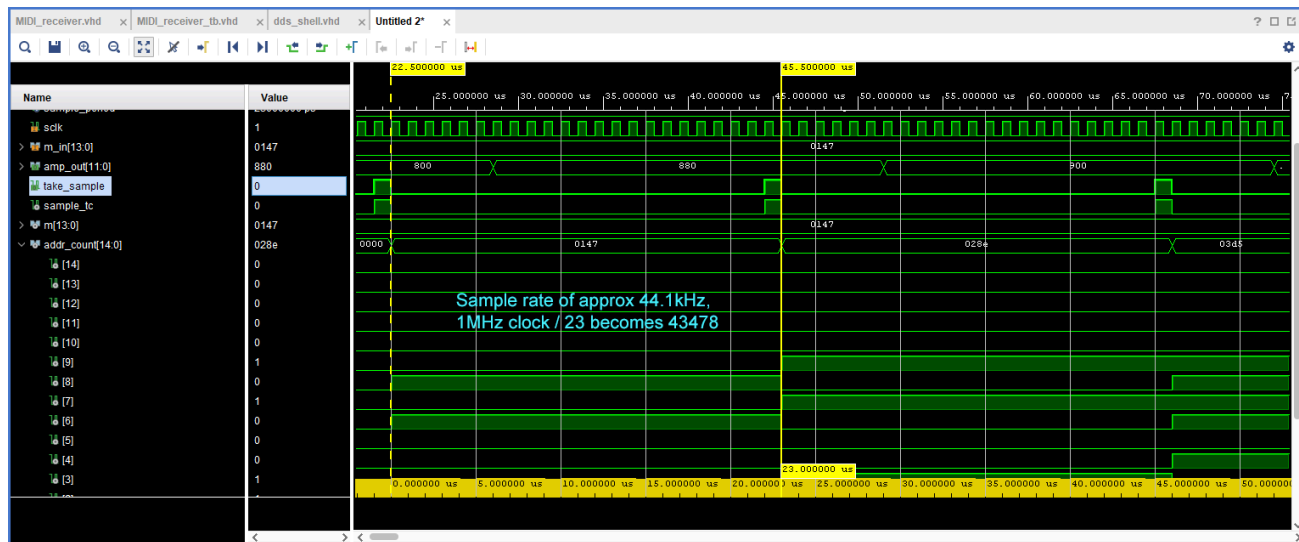 MIDI_receiver.vhd × MIDI_receiver_tb.vhd × dds_shell.vhd × Untitled 2* × ?
22.500000 us 45.500000 us
Name Value
25.000000 us 30.000000 us 35.000000 us 40.000000 us 45.000000 us 50.000000 us 55.000000 us 60.000000 us 65.000000 us 70.000000 us
sclk 1
> m_in[13:0] 0147 0147
> amp_out[11:0] 880 800 880 900
take_sample 0
sample_tc 0
> m[13:0] 0147 0147
addr_count[14:0] 028e 0000 0147 028e 03d5
[14] 0
[13] 0
[12] 0
[11] 0
[10] 0
[9] 1
[8] 0
[7] 1
[6] 0
[5] 0
[4] 0
[3] 1
Sample rate of approx 44.1kHz,
1MHz clock / 23 becomes 43478
23.000000 us
0.000000 us 5.000000 us 10.000000 us 15.000000 us 20.000000 us 25.000000 us 30.000000 us 35.000000 us 40.000000 us 45.000000 us 50.000000